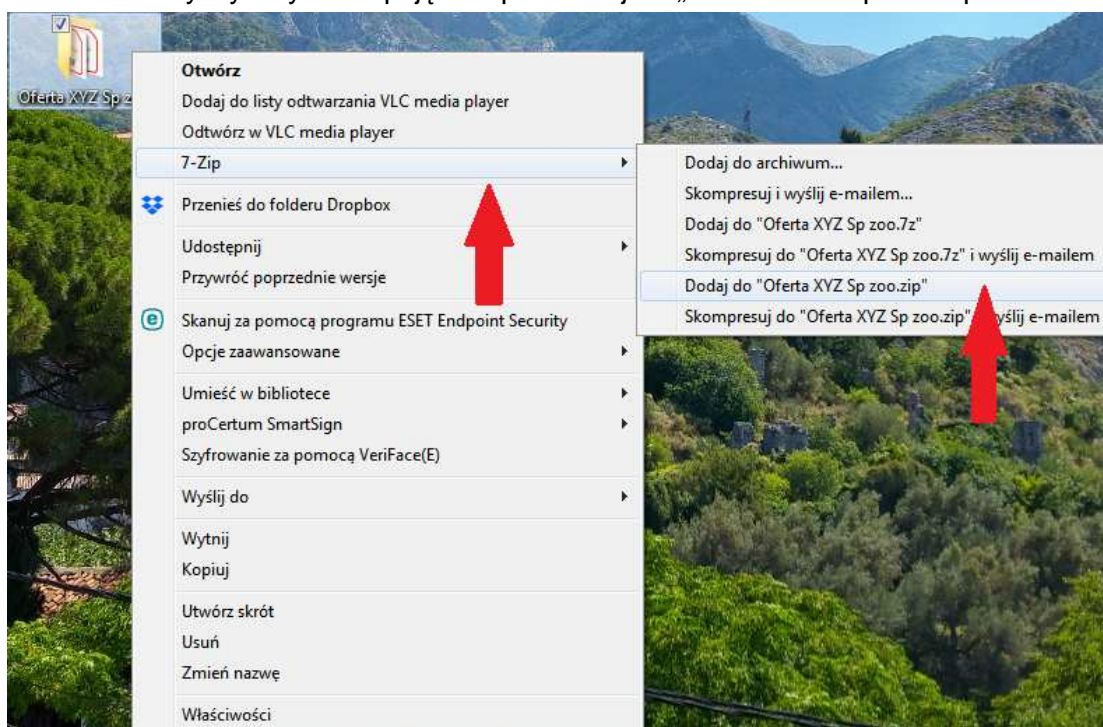 Oferta XYZ Sp
Otwórz
Dodaj do listy odtwarzania VLC media player
Odtwórz w VLC media player
7-Zip
Przenieś do folderu Dropbox
Udostępnij
Przywróć poprzednie wersje
Skanuj za pomocą programu ESET Endpoint Security
Opcje zaawansowane
Umieść w bibliotece
proCertum SmartSign
Szyfrowanie za pomocą VeriFace(E)
Wyślij do
Wytnij
Kopiuj
Utwórz skrót
Usuń
Zmień nazwę
Właściwości
Dodaj do archiwum...
Skompresuj i wyślij e-mailem...
Dodaj do "Oferta XYZ Sp zoo.7z"
Skompresuj do "Oferta XYZ Sp zoo.7z" i wyślij e-mailem
Dodaj do "Oferta XYZ Sp zoo.zip"
Skompresuj do "Oferta XYZ Sp zoo.zip" wyślij e-mailem